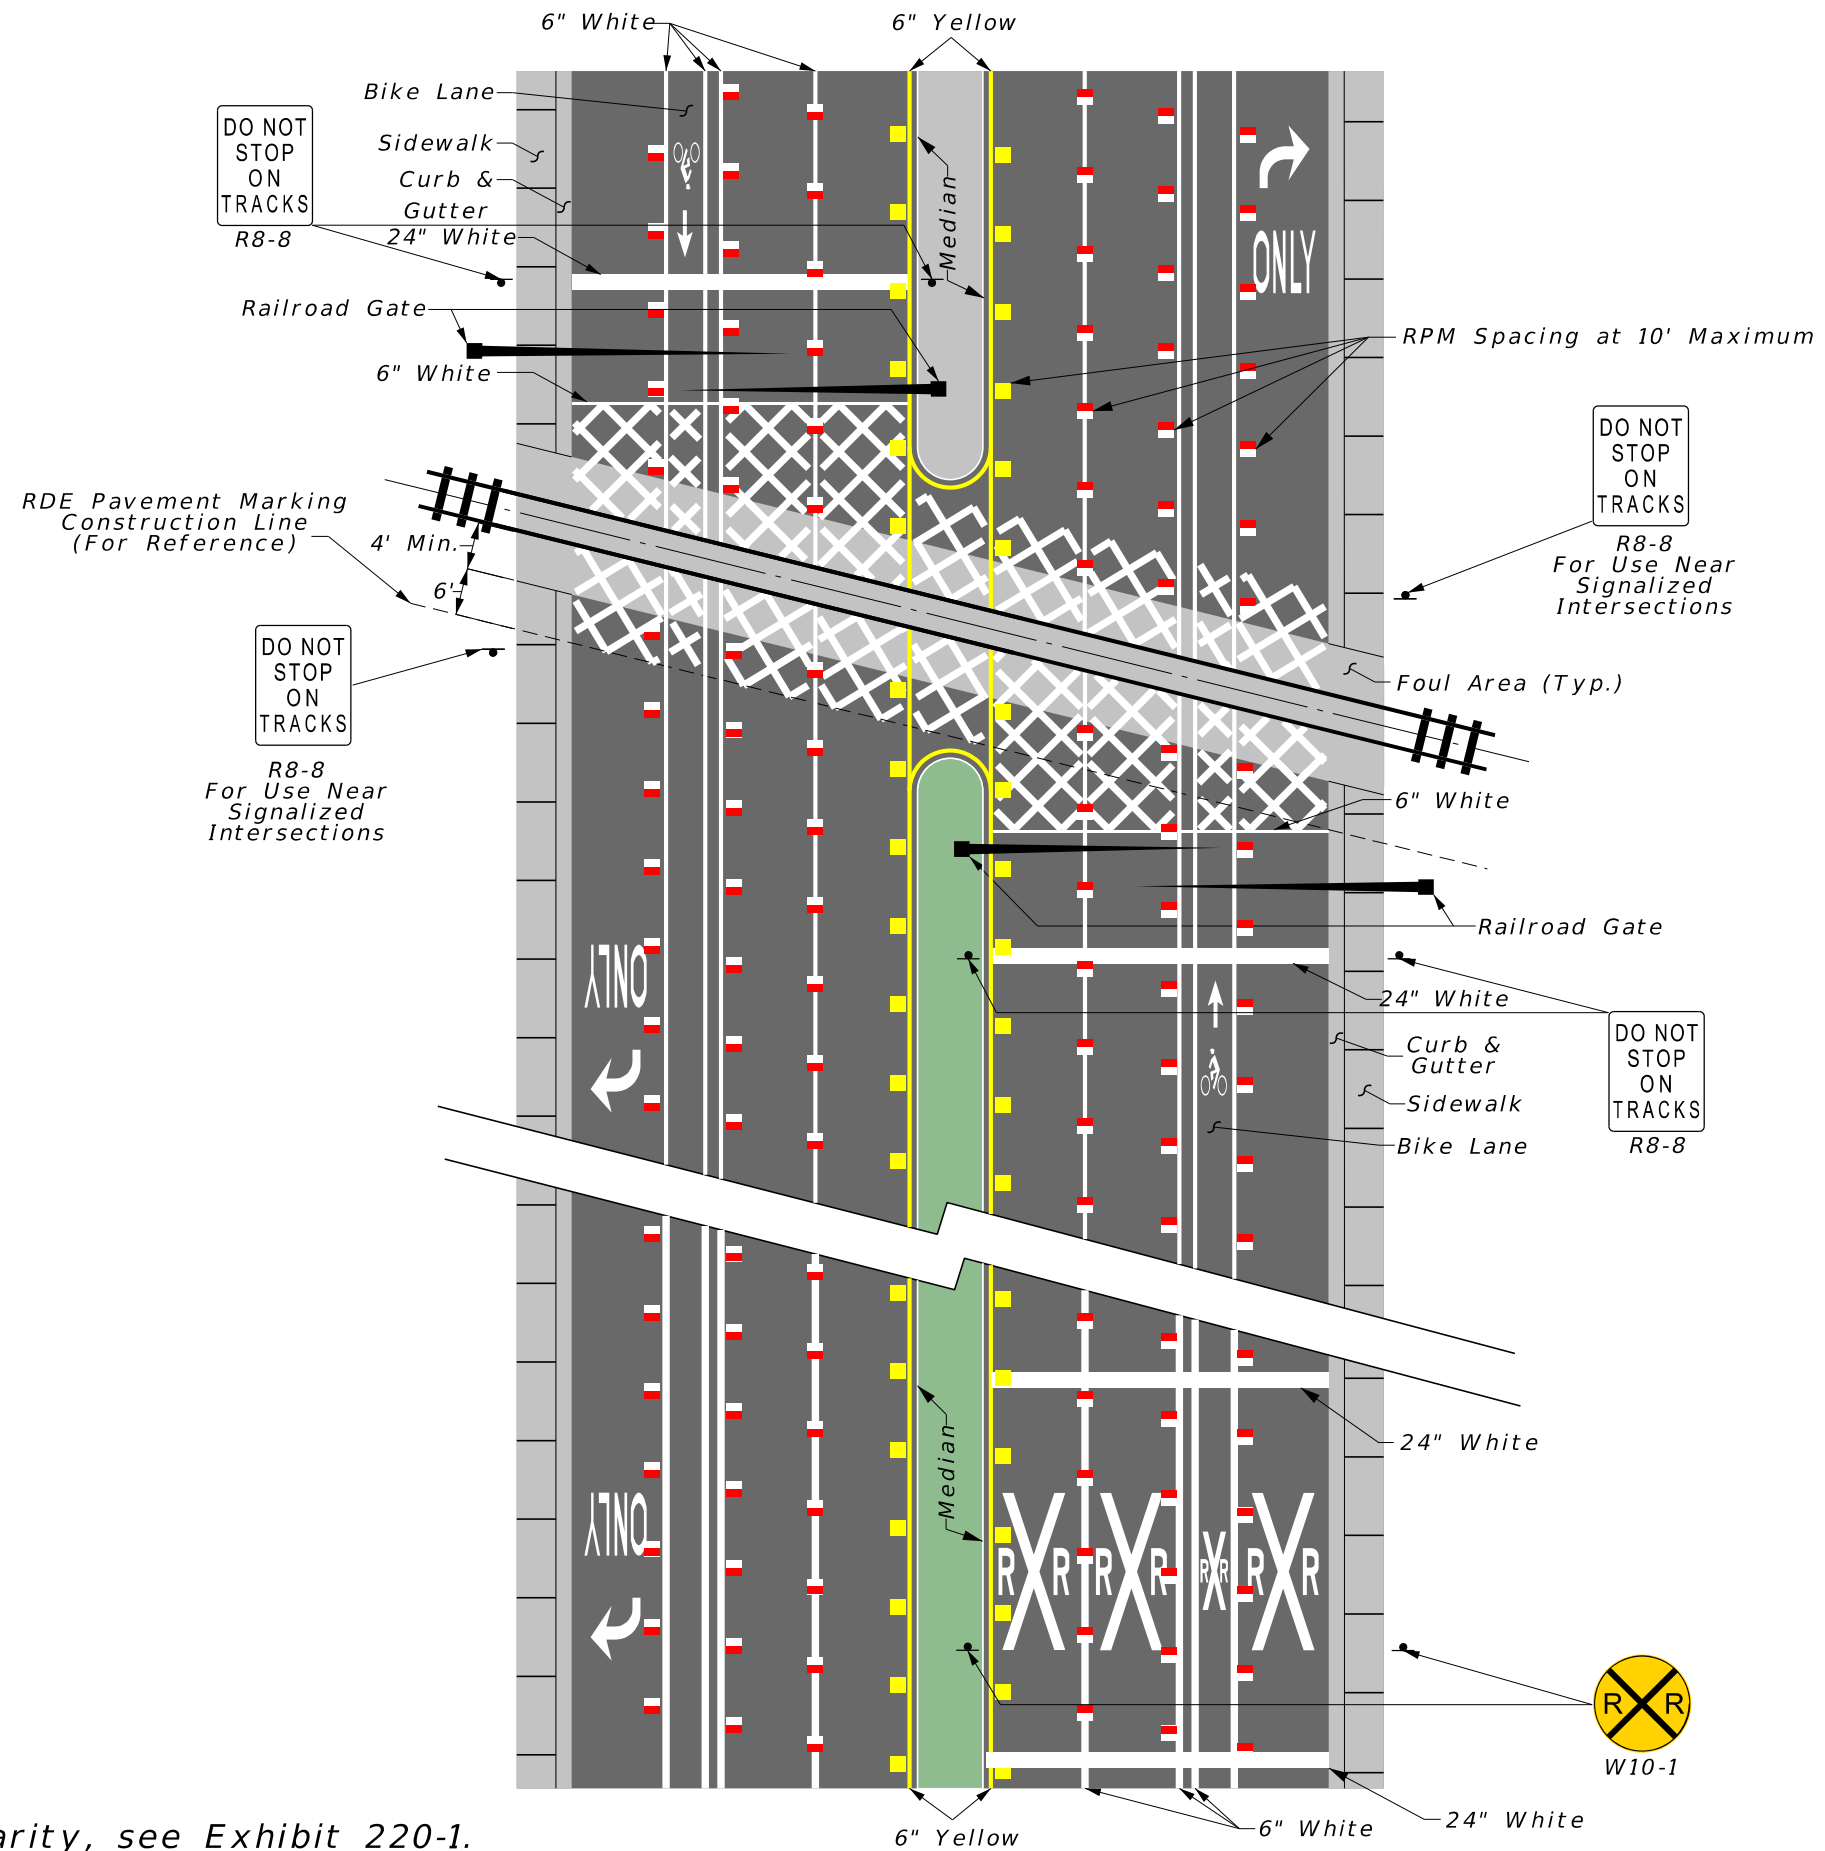 6" White
6" Yellow
Bike Lane
DO NOT
STOP
ON
TRACKS
R8-8
Sidewalk
Curb &
Gutter
24" White
Median
ONLY
Railroad Gate
RPM Spacing at 10' Maximum
6" White
DO NOT
STOP
ON
TRACKS
R8-8
For Use Near
Signalized
Intersections
RDE Pavement Marking
Construction Line
(For Reference)
4' Min.
6'
DO NOT
STOP
ON
TRACKS
R8-8
For Use Near
Signalized
Intersections
Foul Area (Typ.)
6" White
Railroad Gate
ONLY
24" White
DO NOT
STOP
ON
TRACKS
R8-8
Curb &
Gutter
Sidewalk
Bike Lane
24" White
Median
ONLY
R R
R R
R R
R R
R R
W10-1
24" White
6" White
6" Yellow
arity, see Exhibit 220-1.